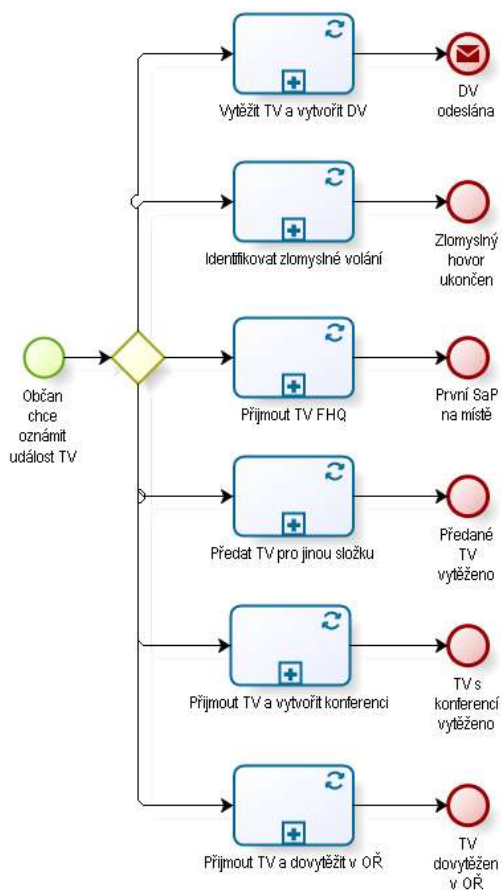 Vytěžit TV a vytvořit DV
DV
odeslána
Identifikovat zlomyslné volání
Zlomyslný
hovor
ukončen
Občan
chce
oznámit
událost TV
Přijmout TV FHQ
První SaP
na místě
Předat TV pro jinou složku
Předané
TV
vytěženo
Přijmout TV a vytvořit konferenci
TV s
konferencí
vytěženo
Přijmout TV a dovytěžit v OŘ
TV
dovytěžen
v OŘ